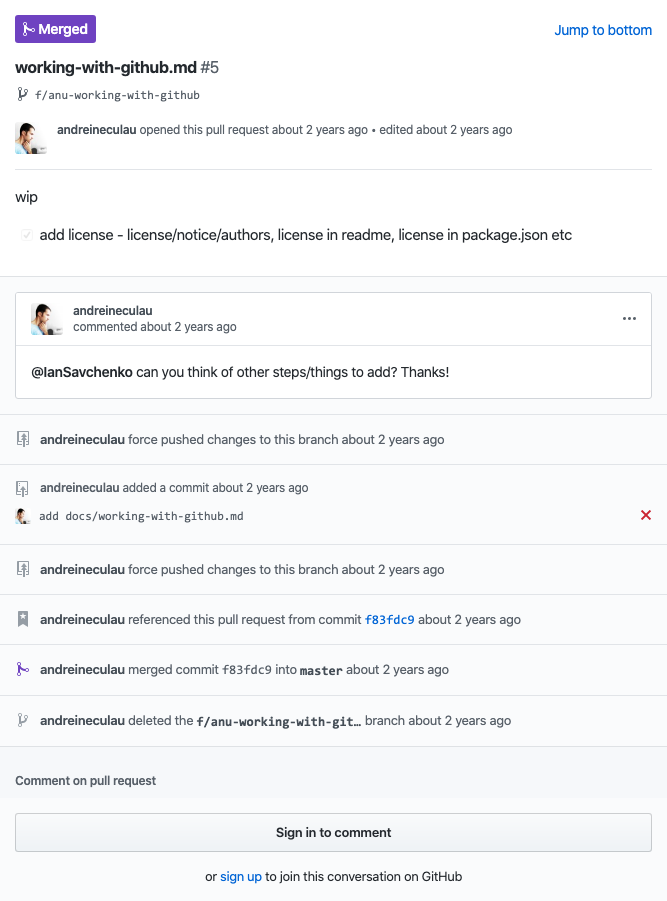 Merged
Jump to bottom
working-with-github.md #5
f/anu-working-with-github
andreineculau opened this pull request about 2 years ago • edited about 2 years ago
wip
add license - license/notice/authors, license in readme, license in package.json etc
andreineculau
commented about 2 years ago
@IanSavchenko can you think of other steps/things to add? Thanks!
andreineculau force pushed changes to this branch about 2 years ago
andreineculau added a commit about 2 years ago
add docs/working-with-github.md
andreineculau force pushed changes to this branch about 2 years ago
andreineculau referenced this pull request from commit f83fdc9 about 2 years ago
andreineculau merged commit f83fdc9 into master about 2 years ago
andreineculau deleted the f/anu-working-with-git… branch about 2 years ago
Comment on pull request
Sign in to comment
or sign up to join this conversation on GitHub